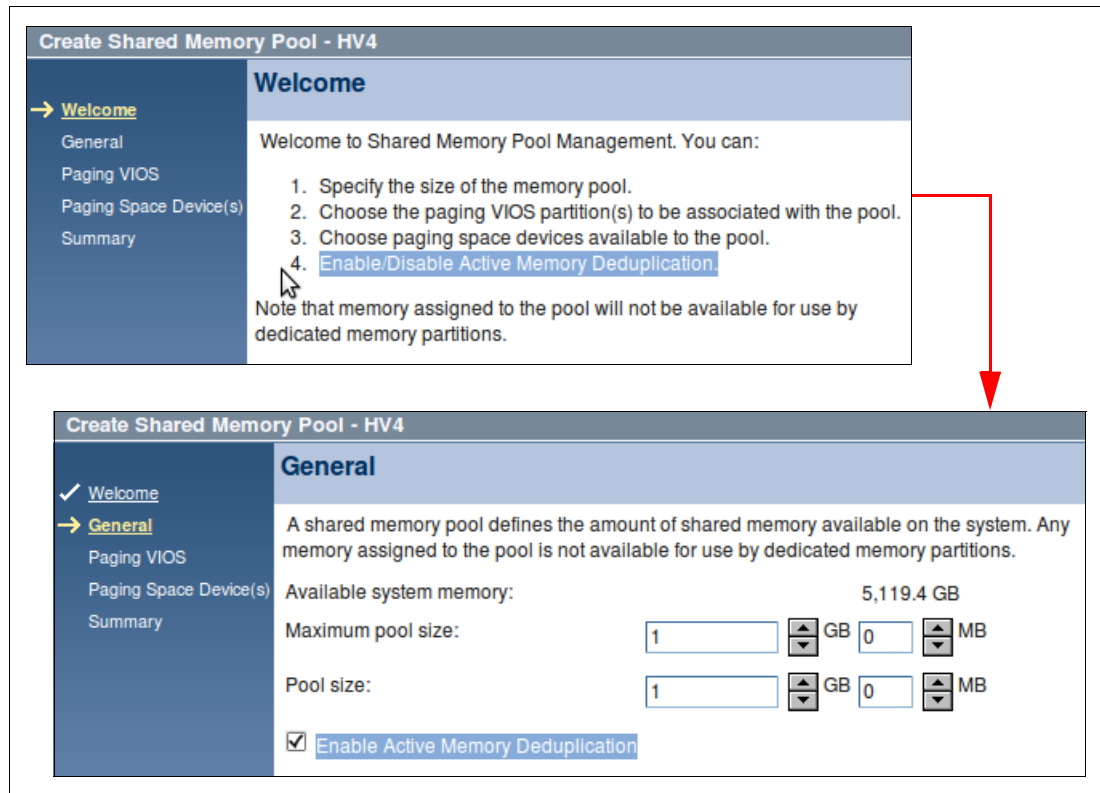 Create Shared Memory Pool - HV4
Welcome
General
Paging VIOS
Paging Space Device(s)
Summary
Welcome
Welcome to Shared Memory Pool Management. You can:
1. Specify the size of the memory pool.
2. Choose the paging VIOS partition(s) to be associated with the pool.
3. Choose paging space devices available to the pool.
4. Enable/Disable Active Memory Deduplication.
Note that memory assigned to the pool will not be available for use by
dedicated memory partitions.
Create Shared Memory Pool - HV4
Welcome
General
Paging VIOS
Paging Space Device(s)
Summary
General
A shared memory pool defines the amount of shared memory available on the system. Any
memory assigned to the pool is not available for use by dedicated memory partitions.
Available system memory: 5,119.4 GB
Maximum pool size: 1 GB 0 MB
Pool size: 1 GB 0 MB
Enable Active Memory Deduplication